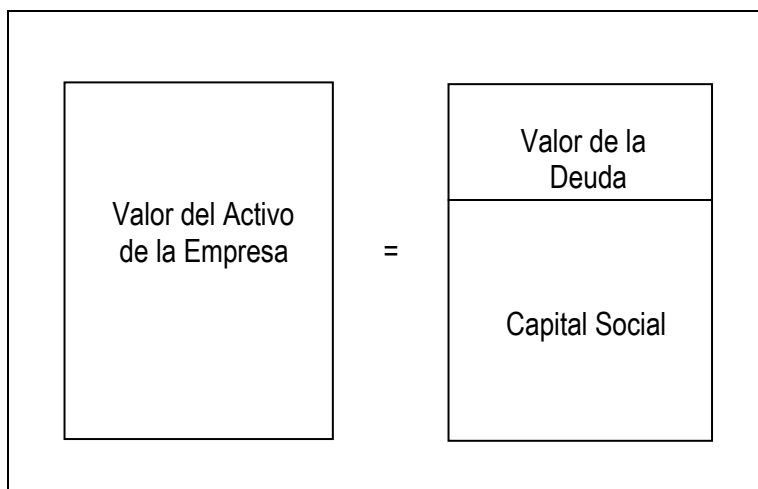 Valor del Activo
de la Empresa
=
Valor de la
Deuda
Capital Social